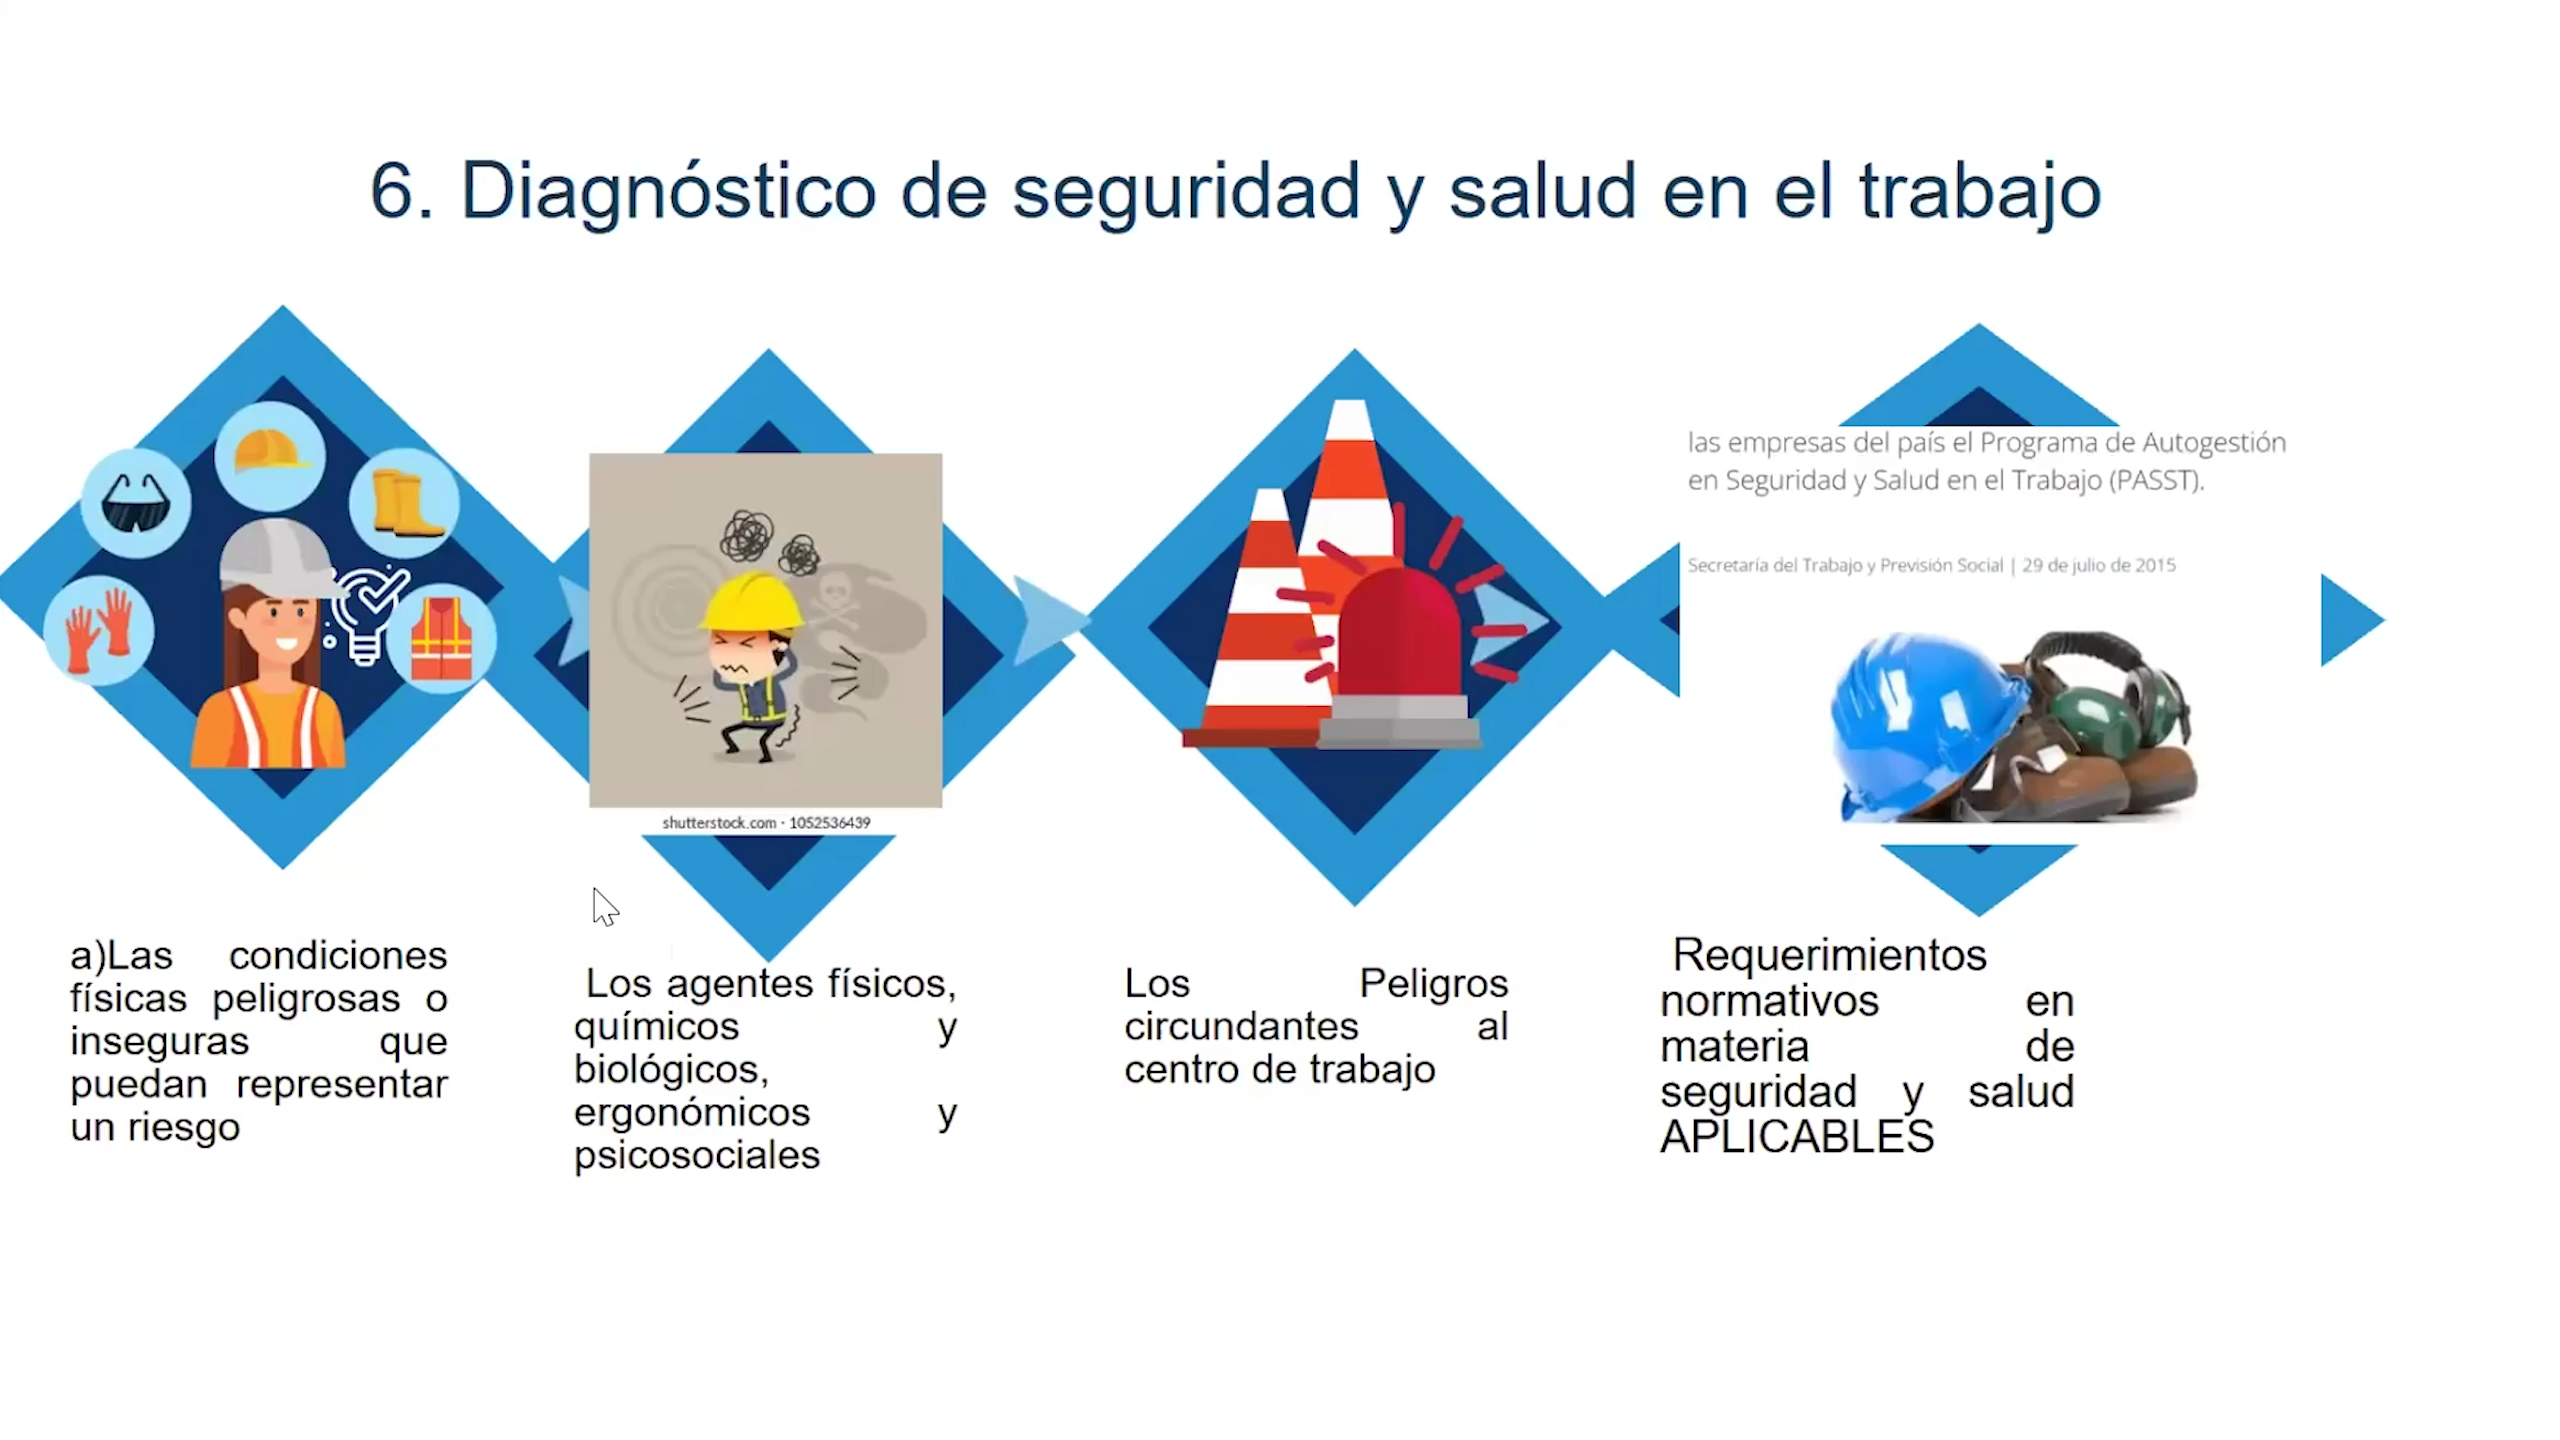 6. Diagnóstico de seguridad y salud en el trabajo
las empresas del país el Programa de Autogestión
en Seguridad y Salud en el Trabajo (PASST).
Secretaría del Trabajo y Previsión Social | 29 de julio de 2015
shutterstock.com · 1052536439
a)Las condiciones
físicas peligrosas o
inseguras que
puedan representar
un riesgo
Los agentes físicos,
químicos y
biológicos,
ergonómicos y
psicosociales
Los Peligros
circundantes al
centro de trabajo
Requerimientos
normativos en
materia de
seguridad y salud
APLICABLES